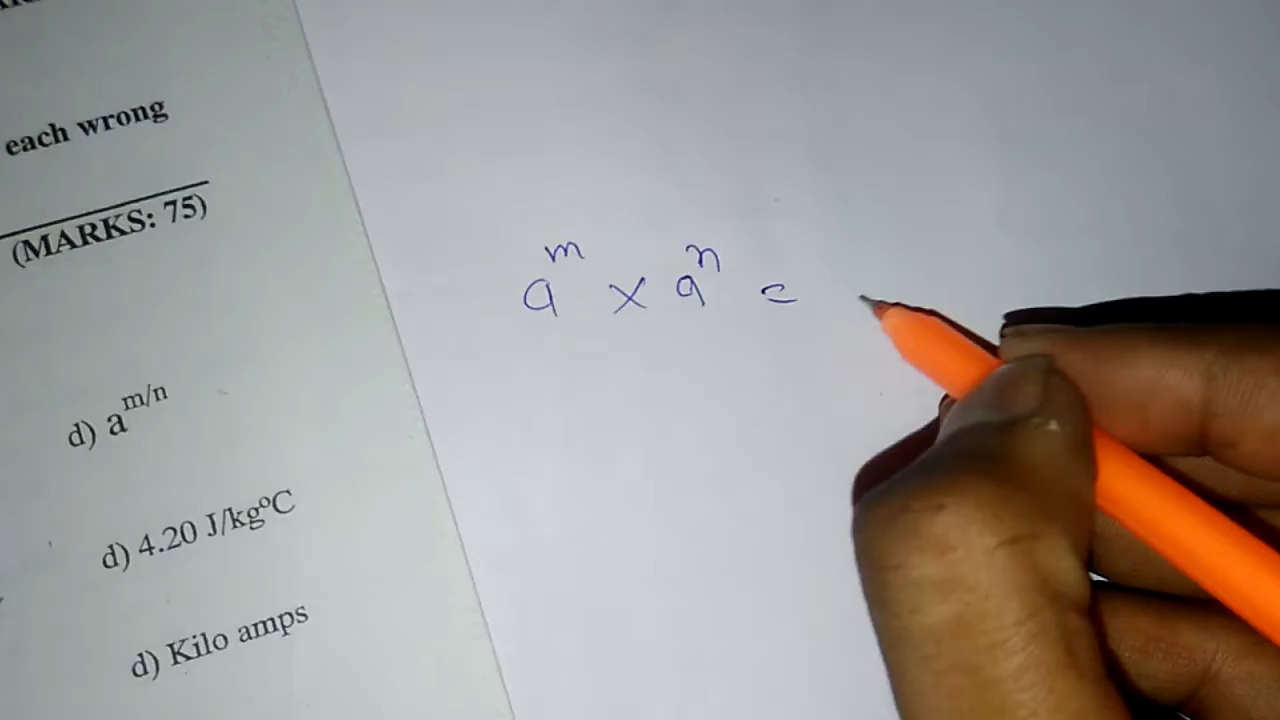 each wrong
(MARKS: 75)
a^m × a^n =
d) a^m/n
d) 4.20 J/kg°C
d) Kilo amps